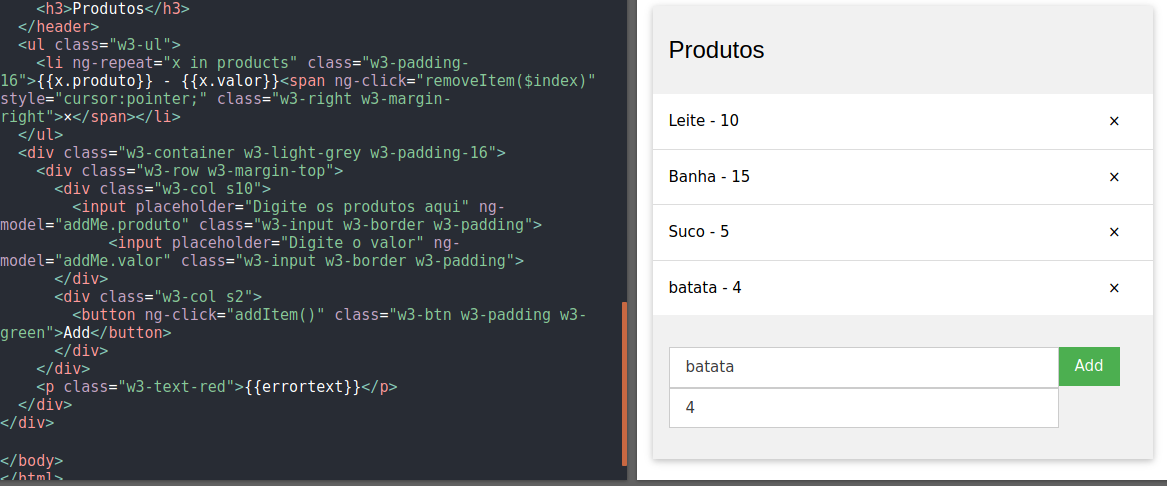 <h3>Produtos</h3>
</header>
<ul class="w3-ul">
<li ng-repeat="x in products" class="w3-padding-
16">{{x.produto}} - {{x.valor}}<span ng-click="removeItem($index)"
style="cursor:pointer;" class="w3-right w3-margin-
right">×</span></li>
</ul>
<div class="w3-container w3-light-grey w3-padding-16">
<div class="w3-row w3-margin-top">
<div class="w3-col s10">
<input placeholder="Digite os produtos aqui" ng-
model="addMe.produto" class="w3-input w3-border w3-padding">
<input placeholder="Digite o valor" ng-
model="addMe.valor" class="w3-input w3-border w3-padding">
</div>
<div class="w3-col s2">
<button ng-click="addItem()" class="w3-btn w3-padding w3-
green">Add</button>
</div>
</div>
<p class="w3-text-red">{{errortext}}</p>
</div>
</div>
</body>
</html>
Produtos
Leite - 10 ×
Banha - 15 ×
Suco - 5 ×
batata - 4 ×
batata Add
4